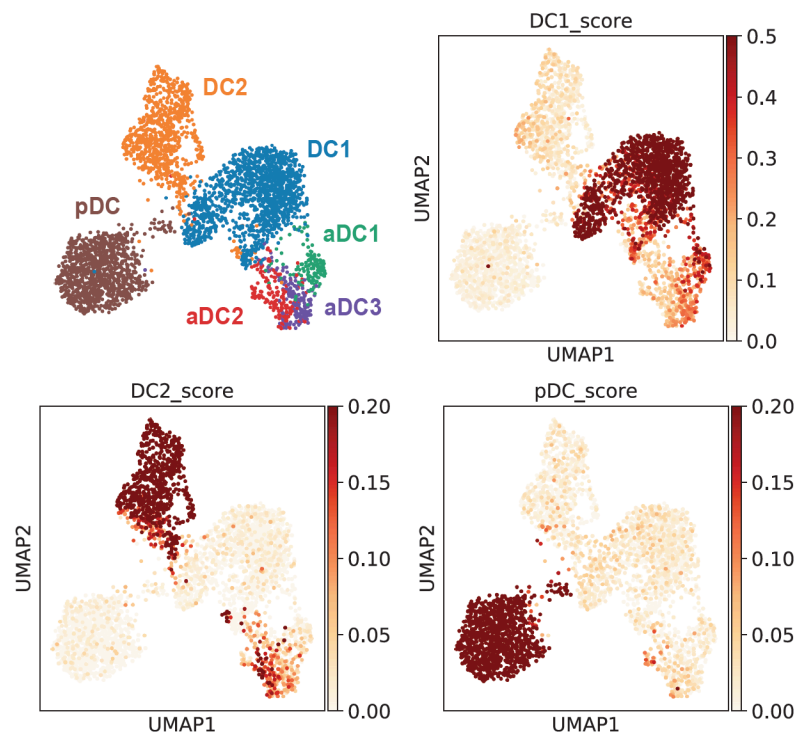 DC2
DC1
pDC
aDC1
aDC2
aDC3
DC1_score
UMAP2
UMAP1
0.5
0.4
0.3
0.2
0.1
0.0
DC2_score
UMAP2
UMAP1
0.20
0.15
0.10
0.05
0.00
pDC_score
UMAP2
UMAP1
0.20
0.15
0.10
0.05
0.00